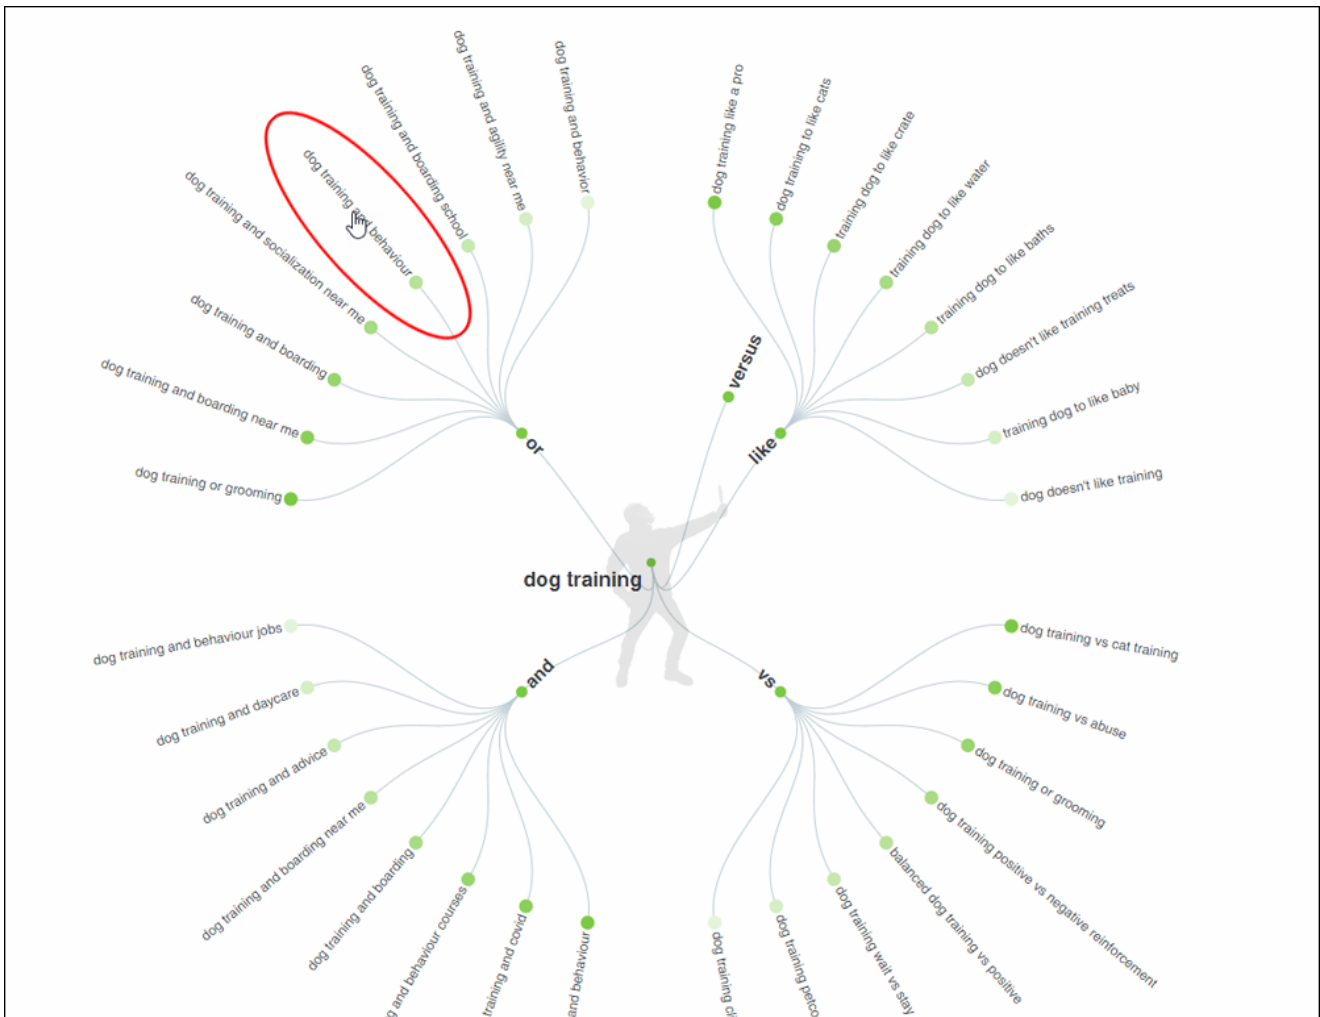 dog training and behavior
dog training and agility near me
dog training and boarding school
dog training and behaviour
dog training and socialization near me
dog training and boarding
dog training and boarding near me
dog training or grooming
or
versus
like
dog training like a pro
dog training to like cats
training dog to like crate
training dog to like water
training dog to like baths
dog doesn't like training treats
training dog to like baby
dog doesn't like training
dog training
and
dog training and behaviour jobs
dog training and daycare
dog training and advice
dog training and boarding near me
dog training and boarding
and behaviour courses
training and covid
and behaviour
vs
dog training vs cat training
dog training vs abuse
dog training or grooming
dog training positive vs negative reinforcement
balanced dog training vs positive
dog training wait vs stay
dog training petco
dog training